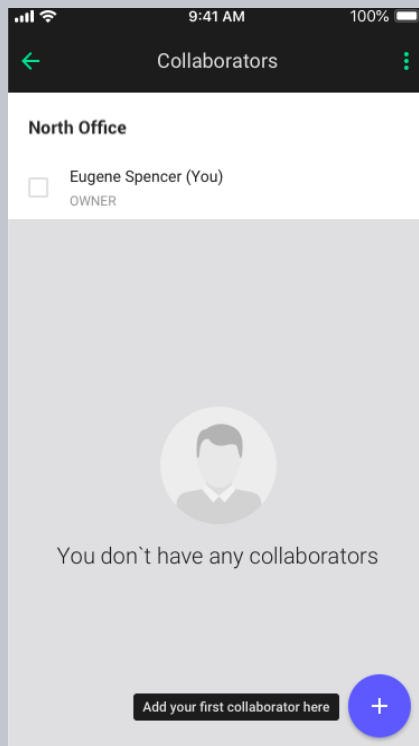 9:41 AM
100%
Collaborators
North Office
Eugene Spencer (You)
OWNER
You don`t have any collaborators
Add your first collaborator here